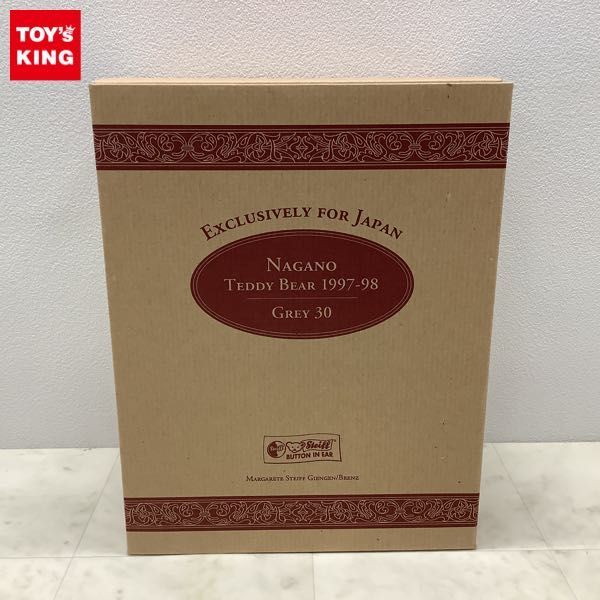 TOY'S
KING
EXCLUSIVELY FOR JAPAN
NAGANO
TEDDY BEAR 1997-98
GREY 30
Steiff
Steiff
BUTTON IN EAR
MARGARETE STEIFF GIENGEN/BRENZ